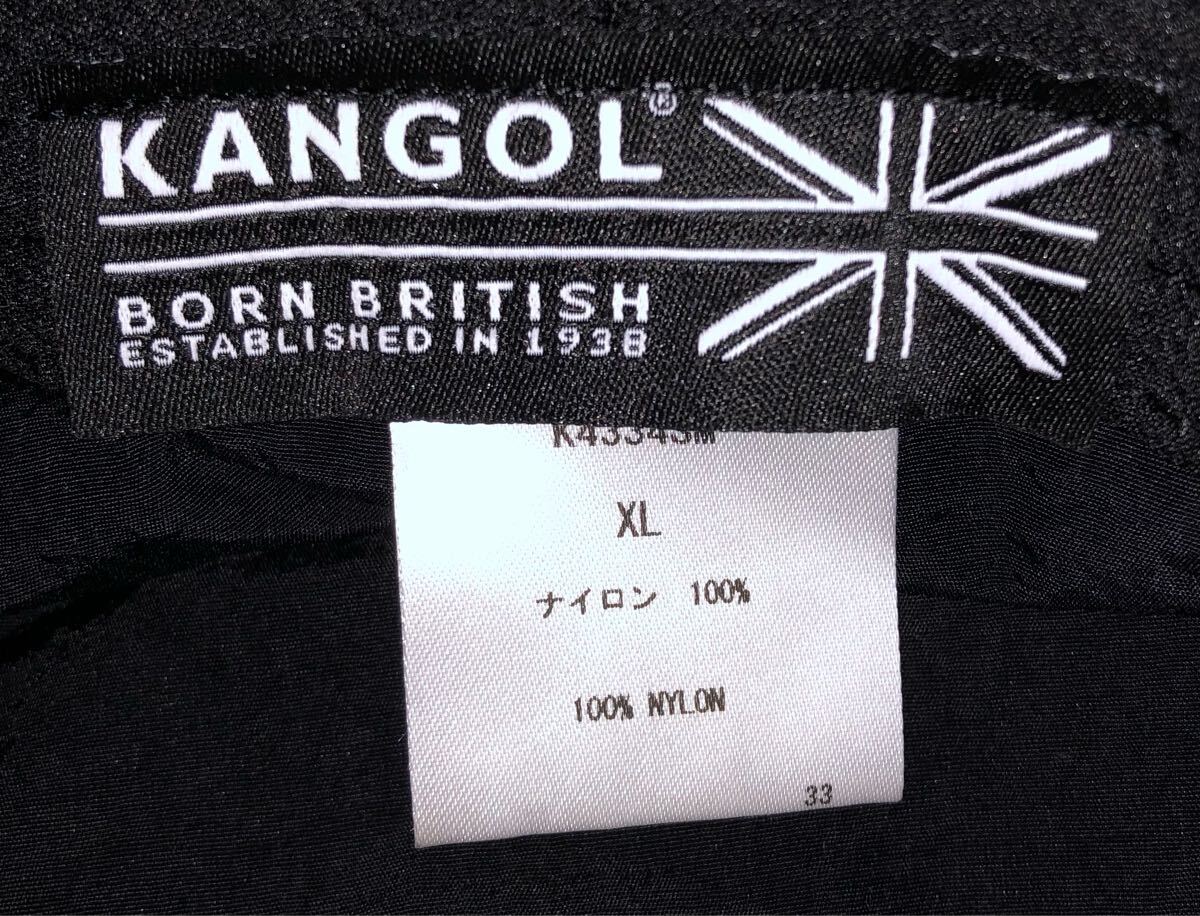 KANGOL®
BORN BRITISH
ESTABLISHED IN 1938
XL
ナイロン 100%
100% NYLON
33